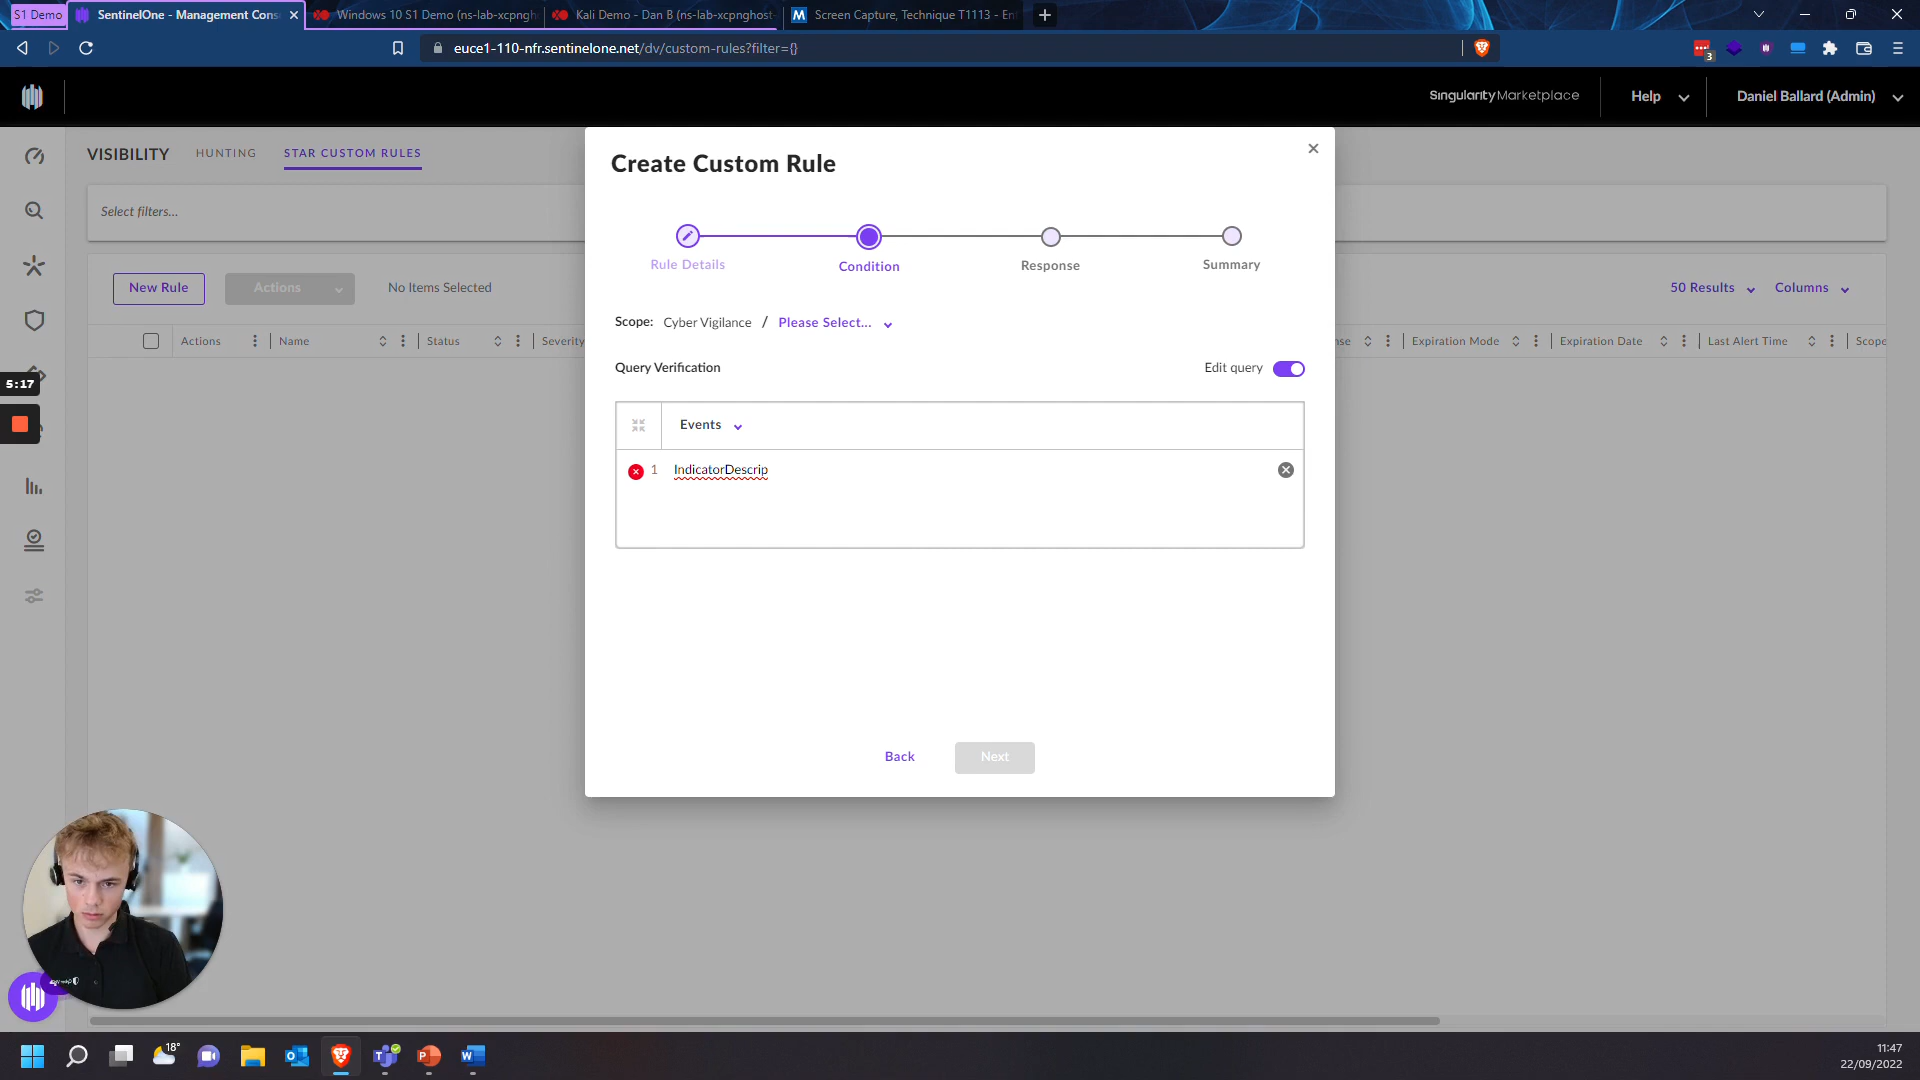 S1 Demo
SentinelOne - Management Cons
Windows 10 S1 Demo (ns-lab-xcpngh
Kali Demo - Dan B (ns-lab-xcpnghost
Screen Capture, Technique T1113 - En
euce1-110-nfr.sentinelone.net/dv/custom-rules?filter={}
3
SingularityMarketplace
Help
Daniel Ballard (Admin)
VISIBILITY
HUNTING
STAR CUSTOM RULES
Select filters...
New Rule
Actions
No Items Selected
50 Results
Columns
Actions
Name
Status
Severity
nse
Expiration Mode
Expiration Date
Last Alert Time
Scope
5:17
Create Custom Rule
Rule Details
Condition
Response
Summary
Scope: Cyber Vigilance / Please Select...
Query Verification
Edit query
Events
1 IndicatorDescrip
Back
Next
18°
11:47
22/09/2022